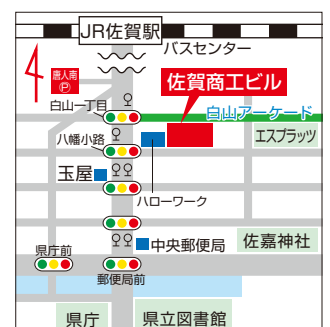 JR佐賀駅
バスセンター
唐人南
P
佐賀商工ビル
白山一丁目
白山アーケード
八幡小路
エスプラッツ
玉屋
ハローワーク
中央郵便局
佐嘉神社
県庁前
郵便局前
県庁
県立図書館